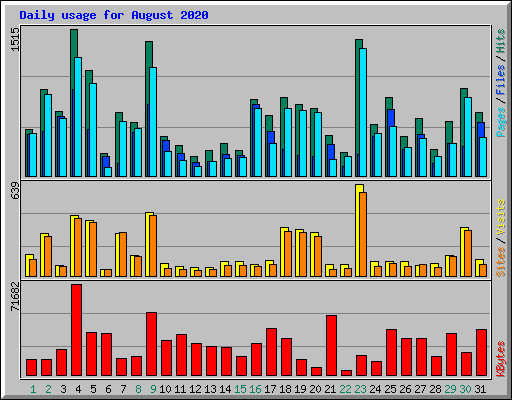 Daily usage for August 2020
1515
Pages / Files / Hits
639
Sites / Visits
71682
KBytes
1 2 3 4 5 6 7 8 9 10 11 12 13 14 15 16 17 18 19 20 21 22 23 24 25 26 27 28 29 30 31